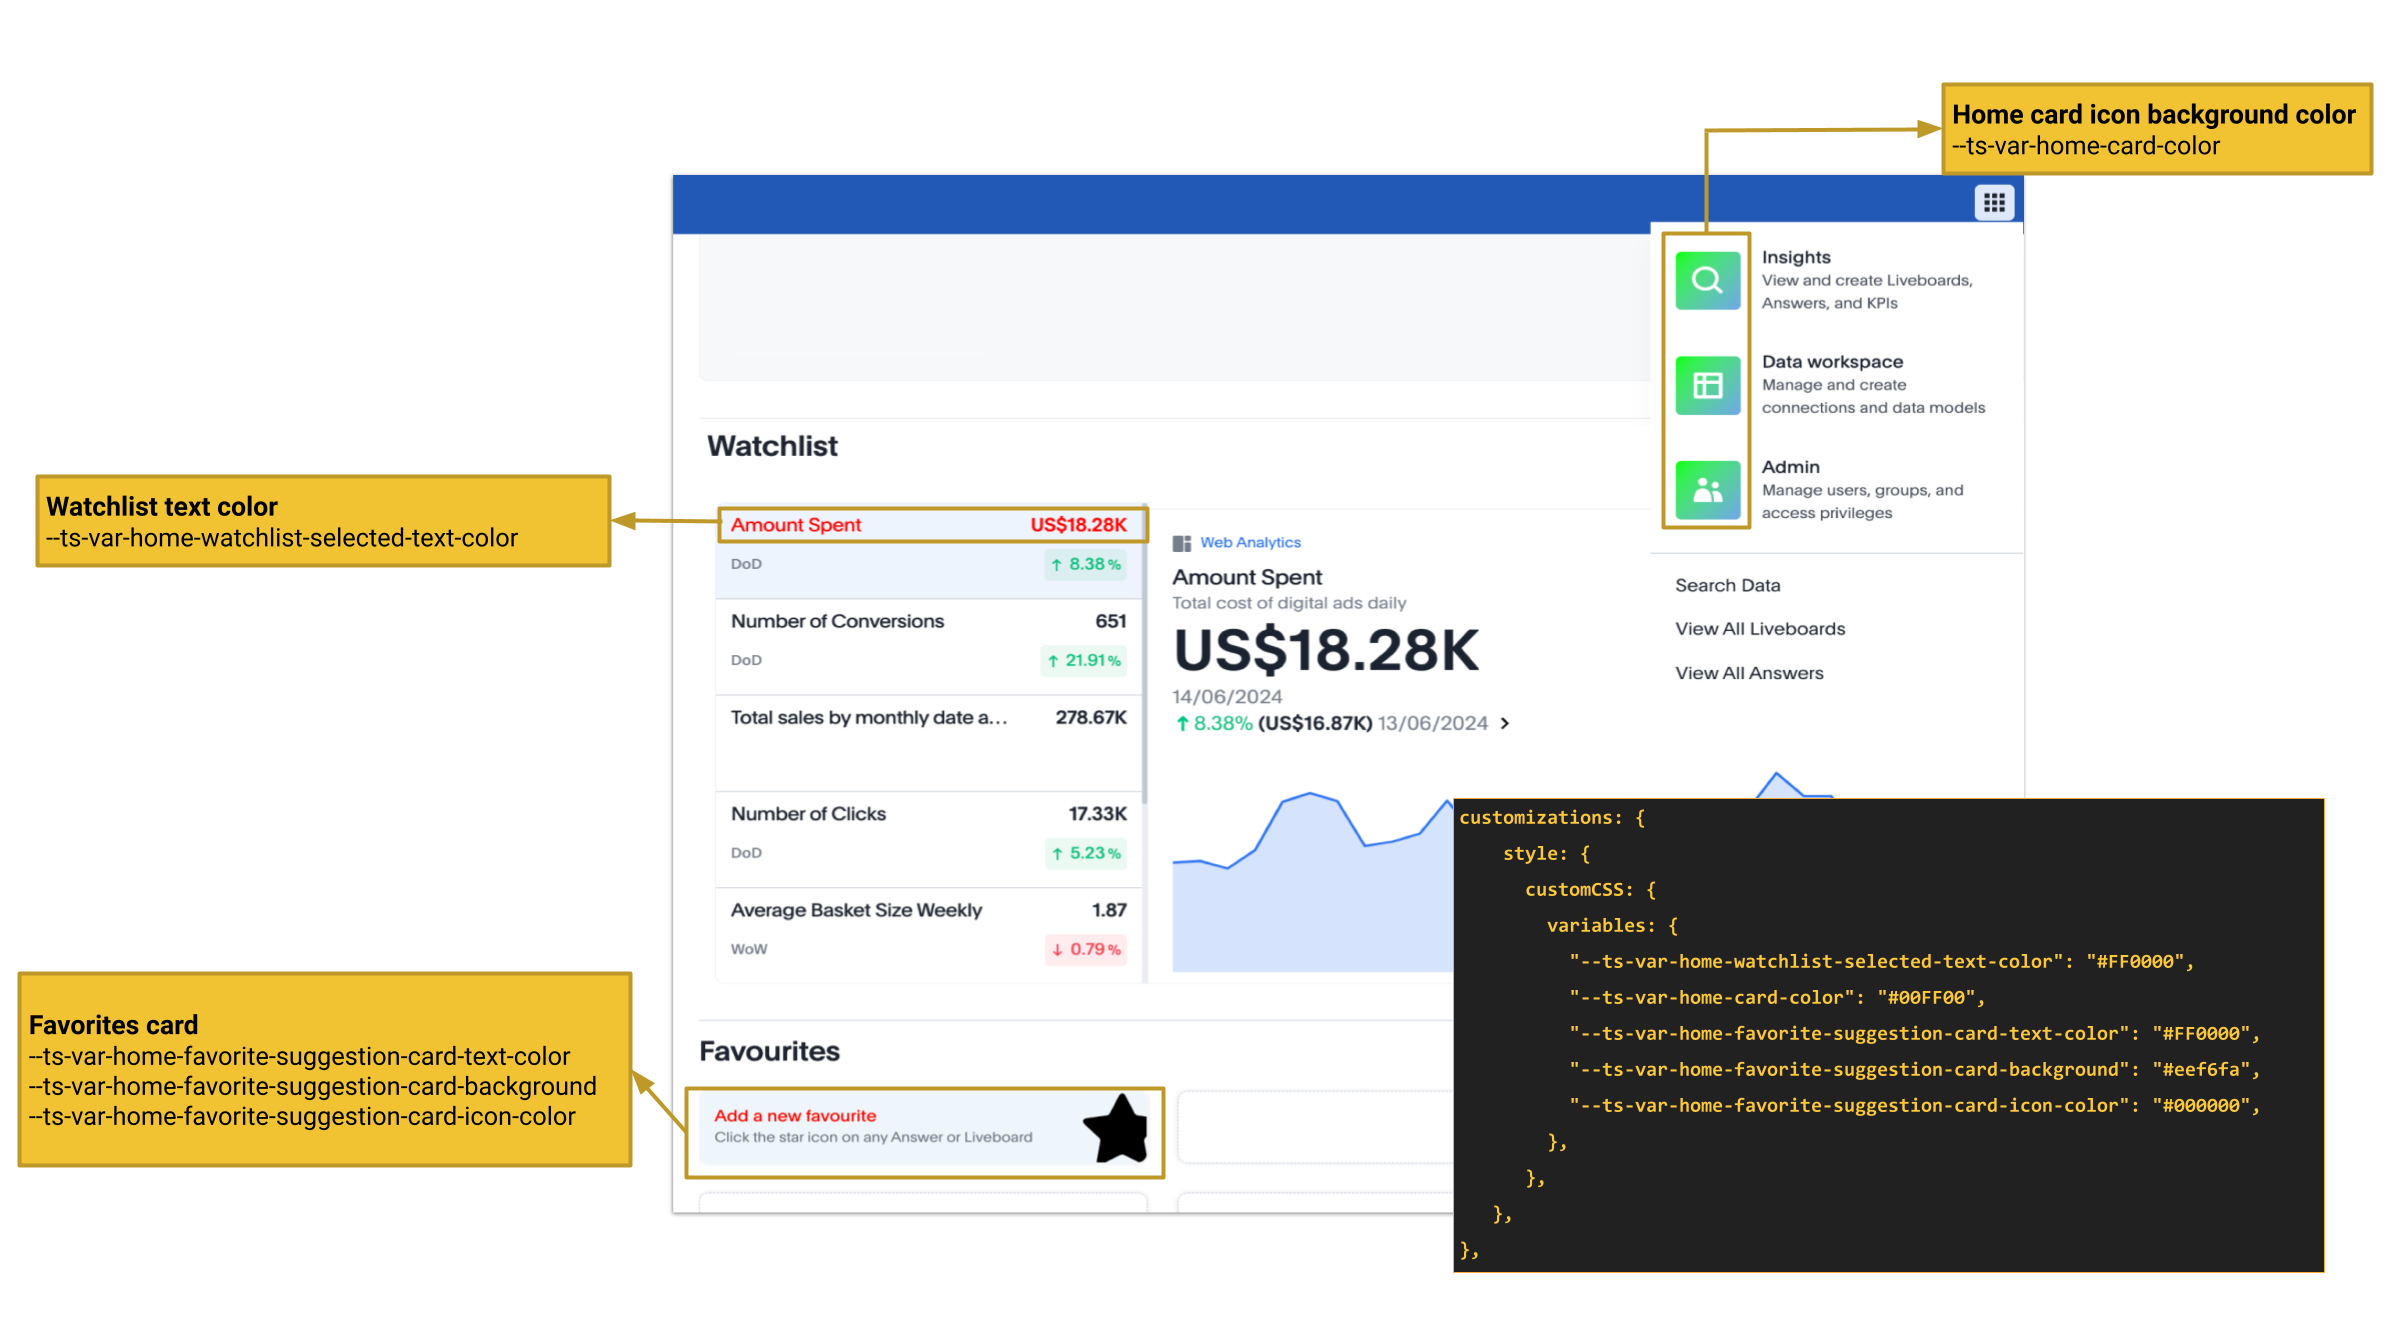 Home card icon background color
--ts-var-home-card-color
Insights
View and create Liveboards,
Answers, and KPIs
Data workspace
Manage and create
connections and data models
Admin
Manage users, groups, and
access privileges
Search Data
View All Liveboards
View All Answers
Watchlist
Watchlist text color
--ts-var-home-watchlist-selected-text-color
Amount Spent US$18.28K
DoD ↑ 8.38%
Number of Conversions 651
DoD ↑ 21.91%
Total sales by monthly date a... 278.67K
Number of Clicks 17.33K
DoD ↑ 5.23%
Average Basket Size Weekly 1.87
WoW ↓ 0.79%
Web Analytics
Amount Spent
Total cost of digital ads daily
US$18.28K
14/06/2024
↑ 8.38% (US$16.87K) 13/06/2024 >
Favorites card
--ts-var-home-favorite-suggestion-card-text-color
--ts-var-home-favorite-suggestion-card-background
--ts-var-home-favorite-suggestion-card-icon-color
Favourites
Add a new favourite
Click the star icon on any Answer or Liveboard
customizations: {
style: {
customCSS: {
variables: {
"--ts-var-home-watchlist-selected-text-color": "#FF0000",
"--ts-var-home-card-color": "#00FF00",
"--ts-var-home-favorite-suggestion-card-text-color": "#FF0000",
"--ts-var-home-favorite-suggestion-card-background": "#eef6fa",
"--ts-var-home-favorite-suggestion-card-icon-color": "#000000",
},
},
},
},